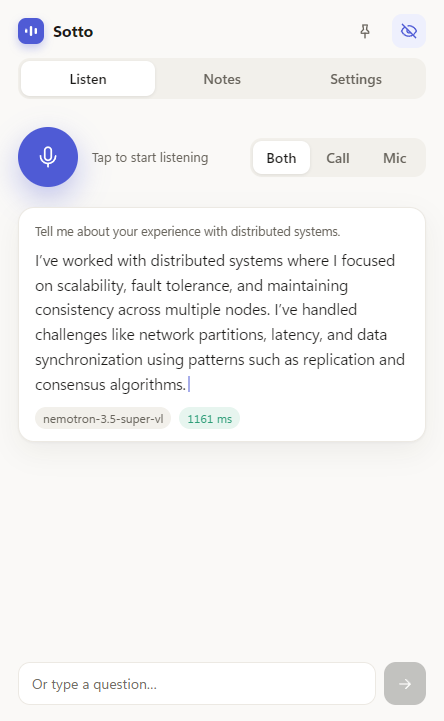 Sotto
Listen
Notes
Settings
Tap to start listening
Both
Call
Mic
Tell me about your experience with distributed systems.
I've worked with distributed systems where I focused
on scalability, fault tolerance, and maintaining
consistency across multiple nodes. I've handled
challenges like network partitions, latency, and data
synchronization using patterns such as replication and
consensus algorithms.
nemotron-3.5-super-vl
1161 ms
Or type a question...